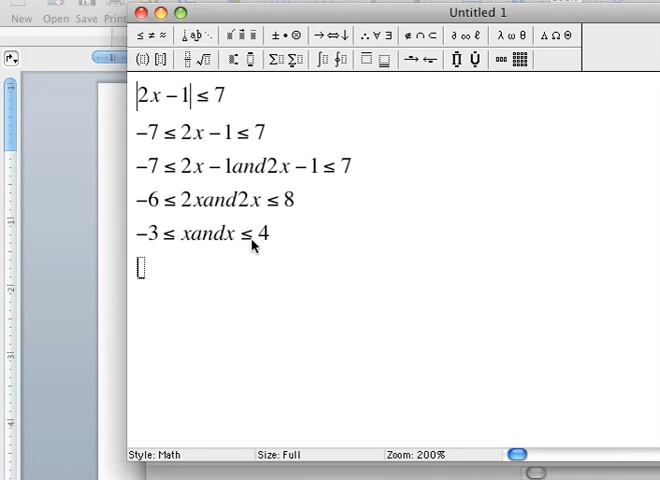 New Open Save Print
Untitled 1
|2x − 1| ≤ 7
−7 ≤ 2x − 1 ≤ 7
−7 ≤ 2x − 1and2x − 1 ≤ 7
−6 ≤ 2xand2x ≤ 8
−3 ≤ xandx ≤ 4
Style: Math Size: Full Zoom: 200%